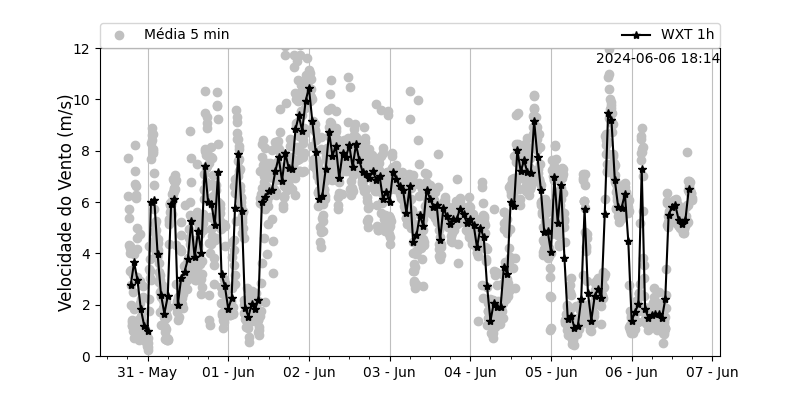 Média 5 min
WXT 1h
2024-06-06 18:14
Velocidade do Vento (m/s)
12
10
8
6
4
2
0
31 - May
01 - Jun
02 - Jun
03 - Jun
04 - Jun
05 - Jun
06 - Jun
07 - Jun